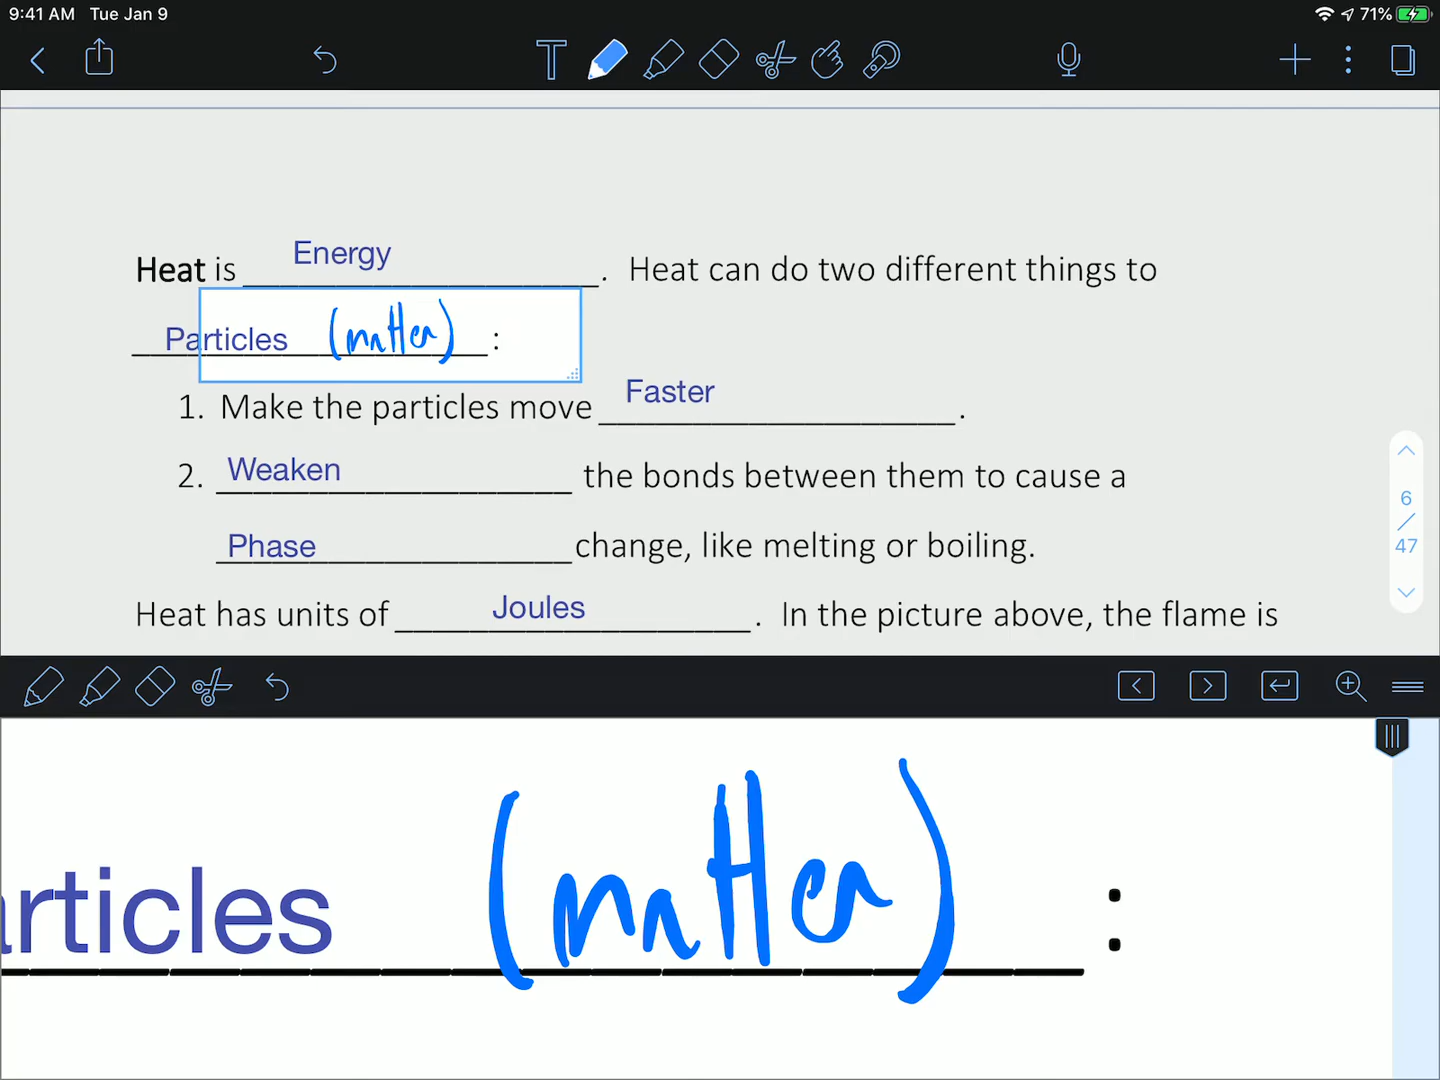 9:41 AM Tue Jan 9 71%
Heat is Energy. Heat can do two different things to
Particles (matter):
1. Make the particles move Faster.
2. Weaken the bonds between them to cause a
Phase change, like melting or boiling.
Heat has units of Joules. In the picture above, the flame is
6
/
47
articles (matter) :